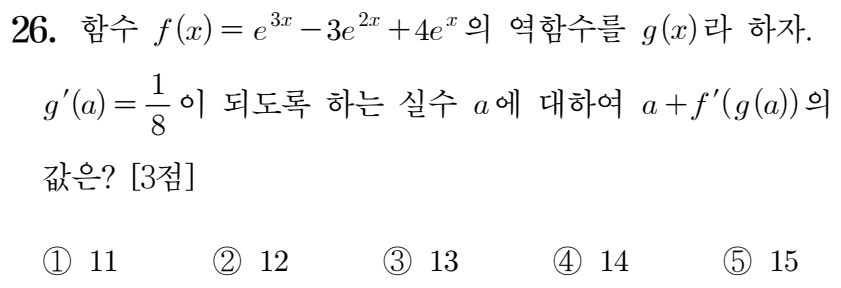 26. 함수 f(x) = e^{3x} − 3e^{2x} + 4e^x 의 역함수를 g(x)라 하자.
g′(a) = 1/8 이 되도록 하는 실수 a에 대하여 a + f′(g(a))의
값은? [3점]
① 11 ② 12 ③ 13 ④ 14 ⑤ 15